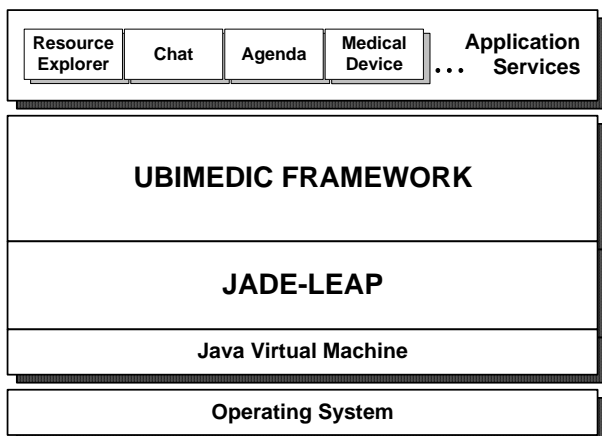 Resource Explorer
Chat
Agenda
Medical Device
... Application Services
UBIMEDIC FRAMEWORK
JADE-LEAP
Java Virtual Machine
Operating System